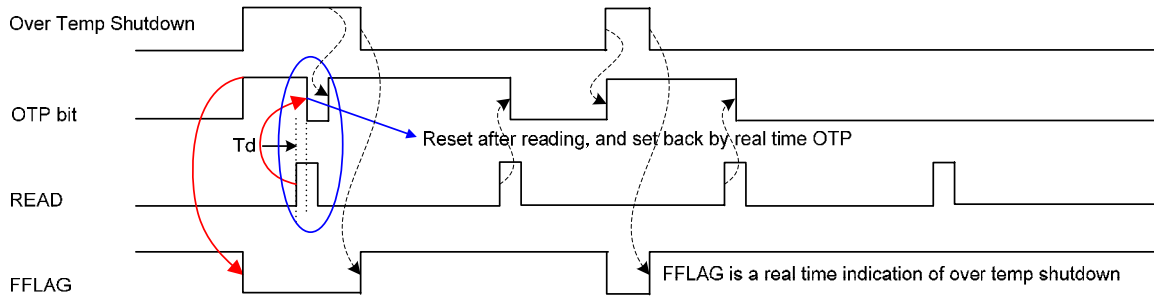 Over Temp Shutdown
OTP bit
Reset after reading, and set back by real time OTP
Td
READ
FFLAG is a real time indication of over temp shutdown
FFLAG